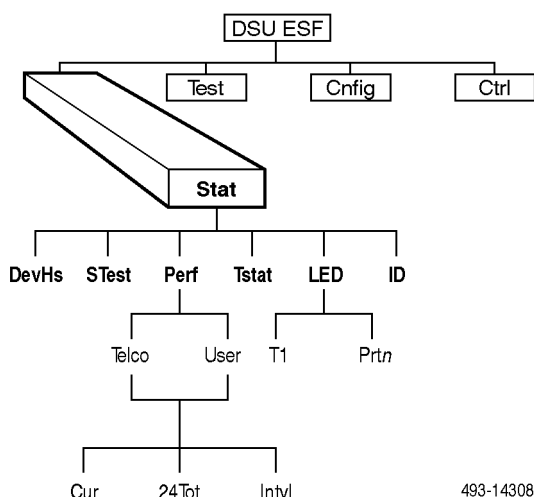 DSU ESF
Test Cnfig Ctrl
Stat
DevHs STest Perf Tstat LED ID
Telco User T1 Prtn
Cur 24Tot Intvl
493-14308